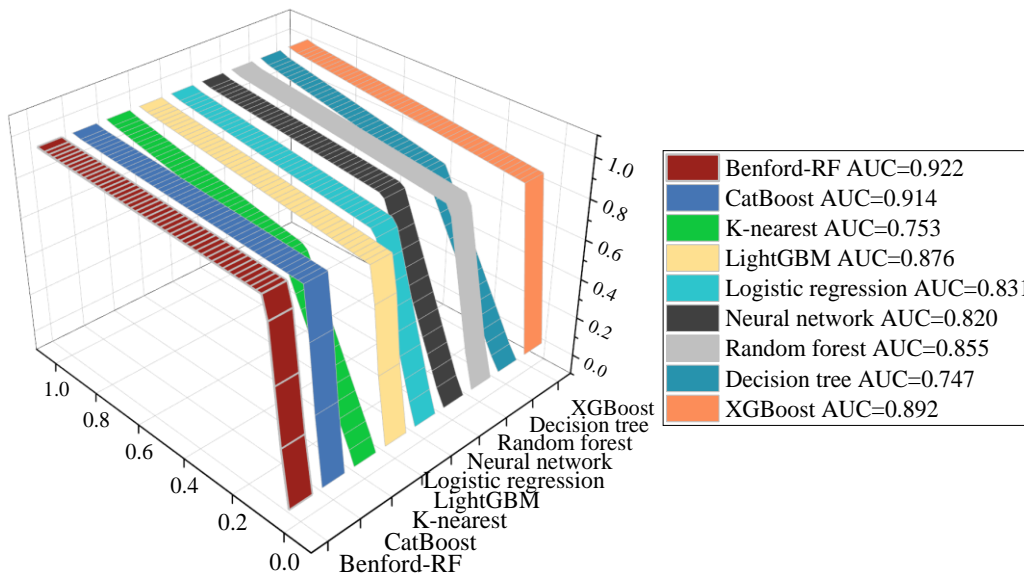 1.0
0.8
0.6
0.4
0.2
0.0
1.0
0.8
0.6
0.4
0.2
0.0
XGBoost
Decision tree
Random forest
Neural network
Logistic regression
LightGBM
K-nearest
CatBoost
Benford-RF
Benford-RF AUC=0.922
CatBoost AUC=0.914
K-nearest AUC=0.753
LightGBM AUC=0.876
Logistic regression AUC=0.831
Neural network AUC=0.820
Random forest AUC=0.855
Decision tree AUC=0.747
XGBoost AUC=0.892